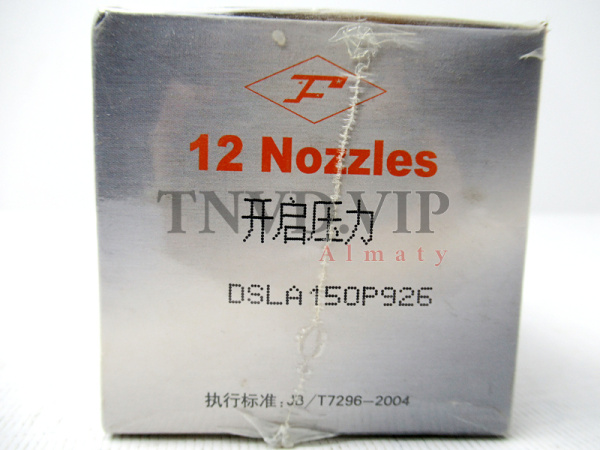 12 Nozzles
TNVD.VIP
开启压力
Almaty
DSLA150P926
执行标准：JB/T7296-2004